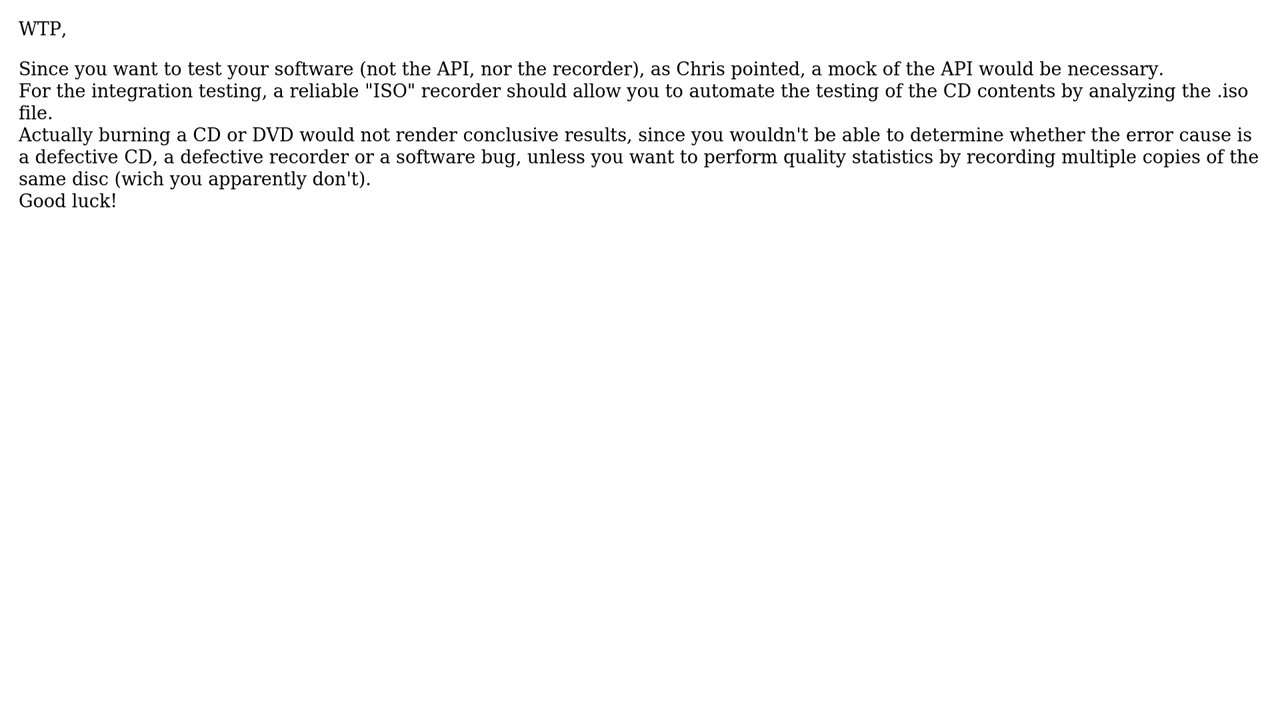 WTP,
Since you want to test your software (not the API, nor the recorder), as Chris pointed, a mock of the API would be necessary.
For the integration testing, a reliable "ISO" recorder should allow you to automate the testing of the CD contents by analyzing the .iso
file.
Actually burning a CD or DVD would not render conclusive results, since you wouldn't be able to determine whether the error cause is
a defective CD, a defective recorder or a software bug, unless you want to perform quality statistics by recording multiple copies of the
same disc (wich you apparently don't).
Good luck!